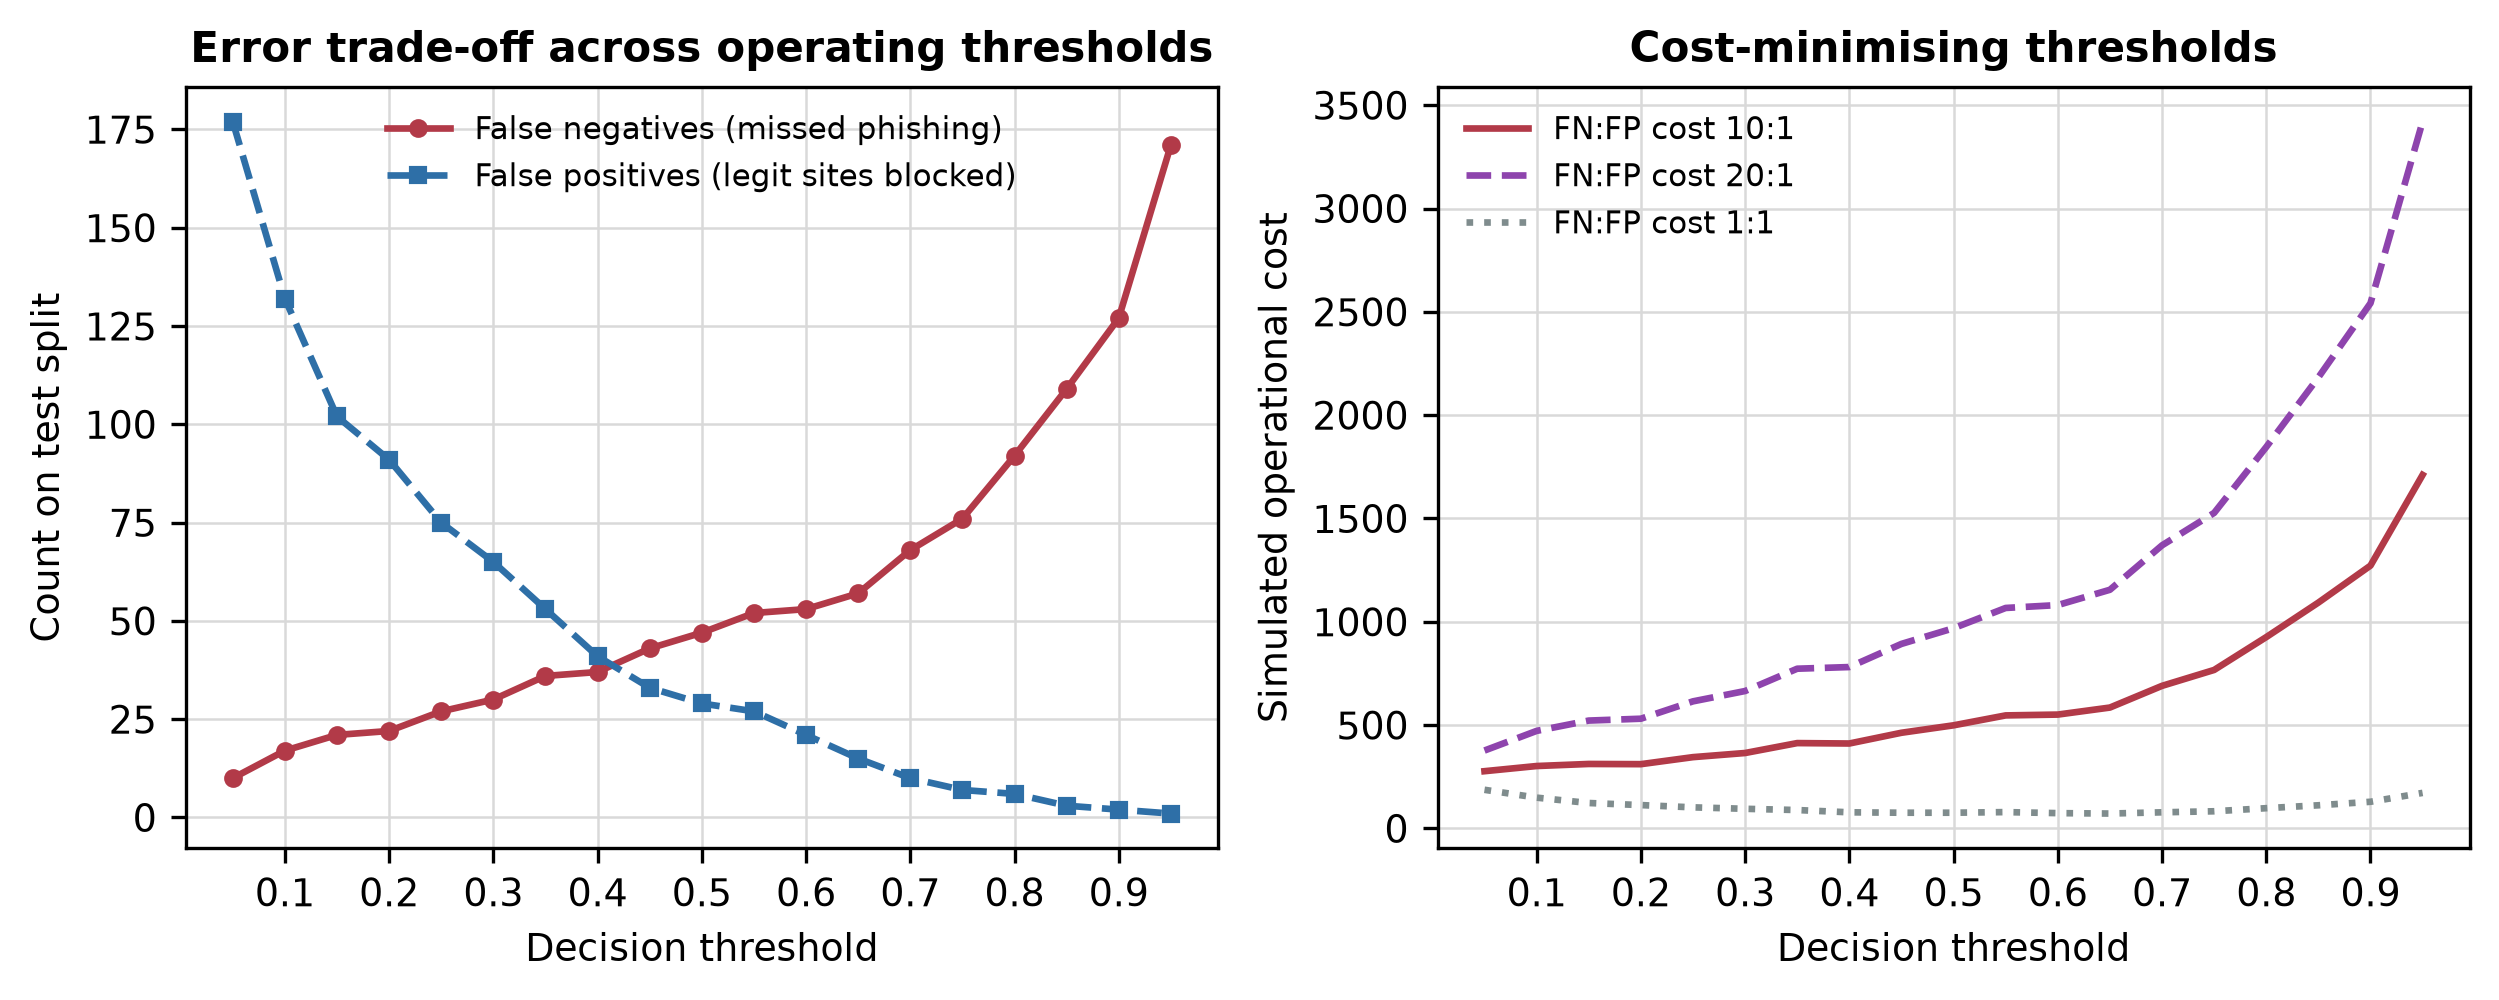 Error trade-off across operating thresholds
False negatives (missed phishing)
False positives (legit sites blocked)
Count on test split
175
150
125
100
75
50
25
0
0.1 0.2 0.3 0.4 0.5 0.6 0.7 0.8 0.9
Decision threshold
Cost-minimising thresholds
FN:FP cost 10:1
FN:FP cost 20:1
FN:FP cost 1:1
Simulated operational cost
3500
3000
2500
2000
1500
1000
500
0
0.1 0.2 0.3 0.4 0.5 0.6 0.7 0.8 0.9
Decision threshold